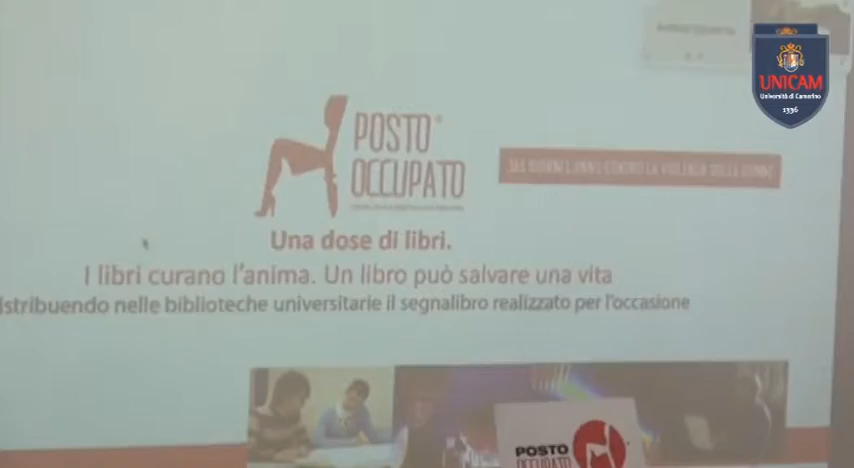 UNICAM
Università di Camerino
1336
POSTO
OCCUPATO
365 GIORNI L'ANNO CONTRO LA VIOLENZA SULLE DONNE
Una dose di libri.
I libri curano l'anima. Un libro può salvare una vita
istribuendo nelle biblioteche universitarie il segnalibro realizzato per l'occasione
POSTO
OCCUPATO